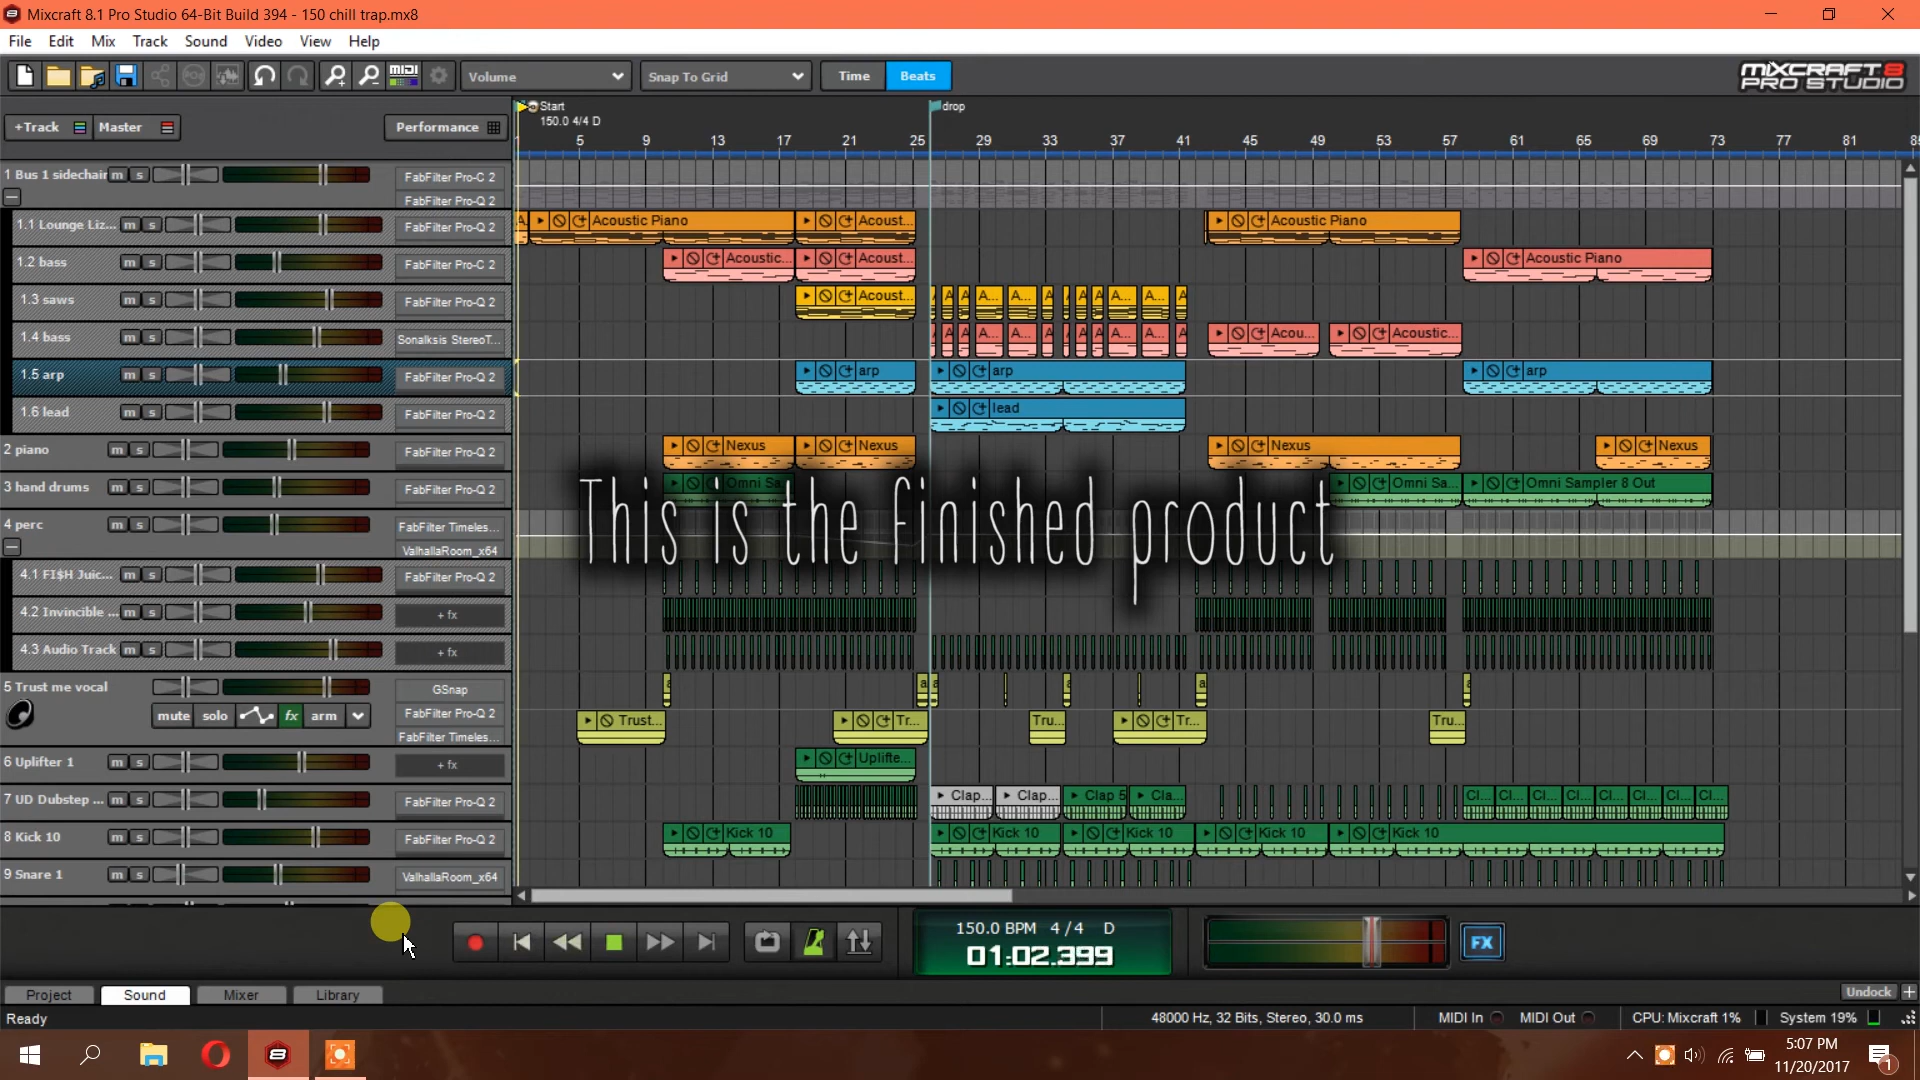 Mixcraft 8.1 Pro Studio 64-Bit Build 394 - 150 chill trap.mx8
File Edit Mix Track Sound Video View Help
MIDI Volume Snap To Grid Time Beats MIXCRAFT 8 PRO STUDIO
Start drop
150.0 4/4 D
+Track Master Performance
5 9 13 17 21 25 29 33 37 41 45 49 53 57 61 65 69 73 77 81
1 Bus 1 sidechain m s FabFilter Pro-C 2
FabFilter Pro-Q 2
1.1 Lounge Liz... m s FabFilter Pro-Q 2 Acoustic Piano Acoust... Acoustic Piano
1.2 bass m s FabFilter Pro-C 2 Acoustic... Acoust... Acoustic Piano
1.3 saws m s FabFilter Pro-Q 2 Acoust... A A A A... A... A A A A A... A... A
1.4 bass m s Sonalksis StereoT... A A A A... A... A A A A A... A... A Acou... Acoustic...
1.5 arp m s FabFilter Pro-Q 2 arp arp arp
1.6 lead m s FabFilter Pro-Q 2 lead
2 piano m s FabFilter Pro-Q 2 Nexus Nexus Nexus Nexus
3 hand drums m s FabFilter Pro-Q 2 Omni Sa... Omni Sa... Omni Sampler 8 Out
This is the finished product
4 perc m s FabFilter Timeles...
ValhallaRoom_x64
4.1 FI$H Juic... m s FabFilter Pro-Q 2
4.2 Invincible ... m s + fx
4.3 Audio Track m s + fx
5 Trust me vocal GSnap
mute solo fx arm FabFilter Pro-Q 2 Trust... Tr... Tru... Tr... Tru...
FabFilter Timeles...
6 Uplifter 1 m s + fx Uplifte...
7 UD Dubstep ... m s FabFilter Pro-Q 2 Clap... Clap... Clap 5 Cla... Cl... Cl... Cl... Cl... Cl... Cl... Cl... Cl...
8 Kick 10 m s FabFilter Pro-Q 2 Kick 10 Kick 10 Kick 10 Kick 10 Kick 10
9 Snare 1 m s ValhallaRoom_x64
150.0 BPM 4/4 D
01:02.399
FX
Project Sound Mixer Library Undock +
Ready 48000 Hz, 32 Bits, Stereo, 30.0 ms MIDI In MIDI Out CPU: Mixcraft 1% System 19%
5:07 PM
11/20/2017
1